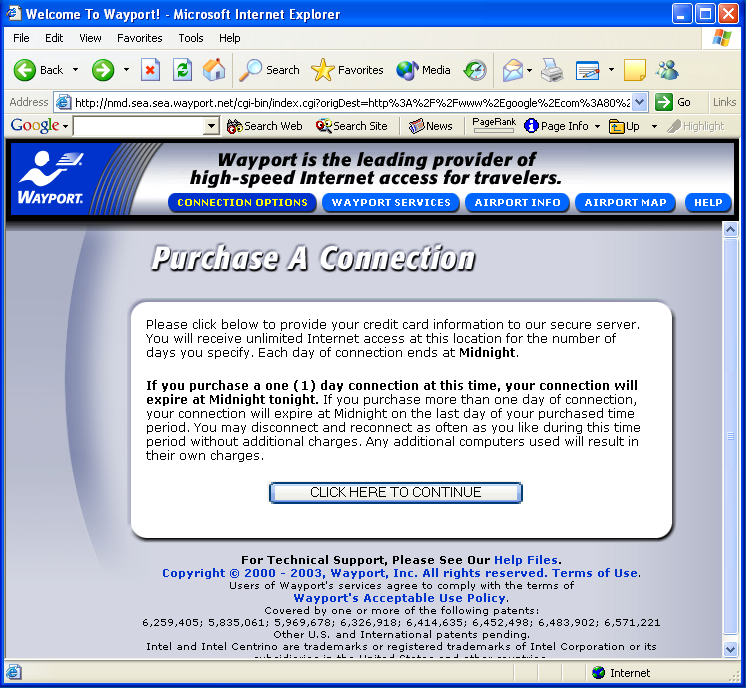 Welcome To Wayport! - Microsoft Internet Explorer
File Edit View Favorites Tools Help
Back Search Favorites Media
Address http://nmd.sea.sea.wayport.net/cgi-bin/index.cgi?origDest=http%3A%2F%2Fwww%2Egoogle%2Ecom%3A80%2 Go Links
Google Search Web Search Site News PageRank Page Info Up Highlight
Wayport is the leading provider of
high-speed Internet access for travelers.
WAYPORT.
CONNECTION OPTIONS WAYPORT SERVICES AIRPORT INFO AIRPORT MAP HELP
Purchase A Connection
Please click below to provide your credit card information to our secure server.
You will receive unlimited Internet access at this location for the number of
days you specify. Each day of connection ends at Midnight.
If you purchase a one (1) day connection at this time, your connection will
expire at Midnight tonight. If you purchase more than one day of connection,
your connection will expire at Midnight on the last day of your purchased time
period. You may disconnect and reconnect as often as you like during this time
period without additional charges. Any additional computers used will result in
their own charges.
CLICK HERE TO CONTINUE
For Technical Support, Please See Our Help Files.
Copyright © 2000 - 2003, Wayport, Inc. All rights reserved. Terms of Use.
Users of Wayport's services agree to comply with the terms of
Wayport's Acceptable Use Policy.
Covered by one or more of the following patents:
6,259,405; 5,835,061; 5,969,678; 6,326,918; 6,414,635; 6,452,498; 6,483,902; 6,571,221
Other U.S. and International patents pending.
Intel and Intel Centrino are trademarks or registered trademarks of Intel Corporation or its
subsidiaries in the United States and other countries.
Internet